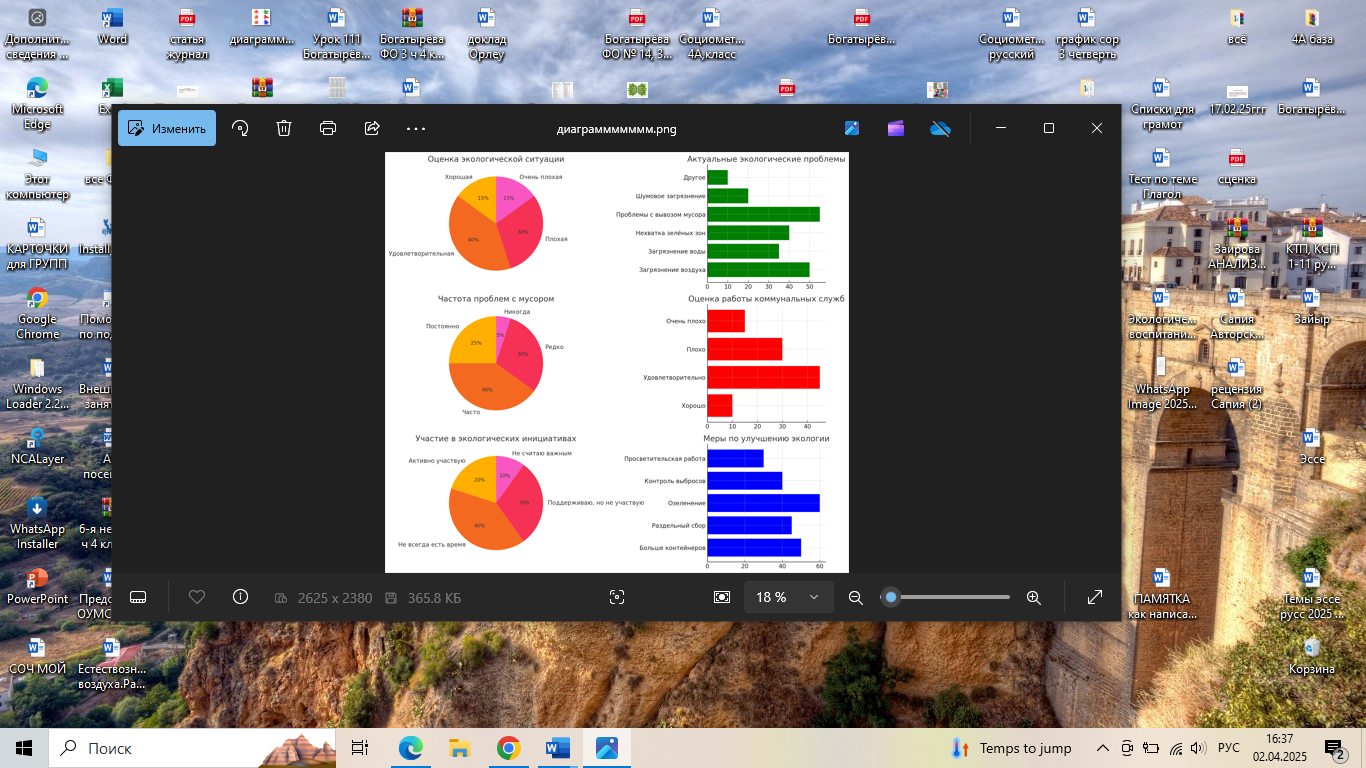 Дополнит... сведения ...
Word
статья журнал
диаграмм...
Урок 111 Богатырёв...
Богатырёва ФО 3 ч 4 к...
доклад Орлеу
Богатырёва ФО № 14, 3...
Социомет... 4А,класс
Богатырёв...
Социомет... русский
график сор 3 четверть
всё
4А база
Microsoft Edge
Списки для грамот
17.02.25ггг
Богатырёв...
Изменить
диаграммммммм.png
Этот компьютер
Тест по теме Глагол
сценка
КАРТОЧКИ для ГРУПП
Заирова АНАЛИЗ...
КТП, КСП 1-11 ру...
Google Chrome
Экологиче... воспитани...
Сапия Авторск...
Зайыр
Windows Loader 2.2...
WhatsApp Image 2025...
рецензия Сапия (2)
NCALayer
Эссе
WhatsApp Installer
PowerPoint
ПАМЯТКА как написа...
Темы эссе русс 2025 ...
СОЧ МОЙ
Естествозн... воздуха.Ра...
Корзина
Оценка экологической ситуации
Хорошая
Очень плохая
15%
15%
30%
40%
Плохая
Удовлетворительная
Актуальные экологические проблемы
Другое
Шумовое загрязнение
Проблемы с вывозом мусора
Нехватка зелёных зон
Загрязнение воды
Загрязнение воздуха
0 10 20 30 40 50
Частота проблем с мусором
Никогда
Постоянно
5%
25%
30%
Редко
40%
Часто
Оценка работы коммунальных служб
Очень плохо
Плохо
Удовлетворительно
Хорошо
0 10 20 30 40
Участие в экологических инициативах
Не считаю важным
Активно участвую
10%
20%
30%
Поддерживаю, но не участвую
40%
Не всегда есть время
Меры по улучшению экологии
Просветительская работа
Контроль выбросов
Озеленение
Раздельный сбор
Больше контейнеров
0 20 40 60
2625 x 2380
365.8 КБ
18 %
Поиск
Temps to jump
РУС
16:37
02.04.2025
2